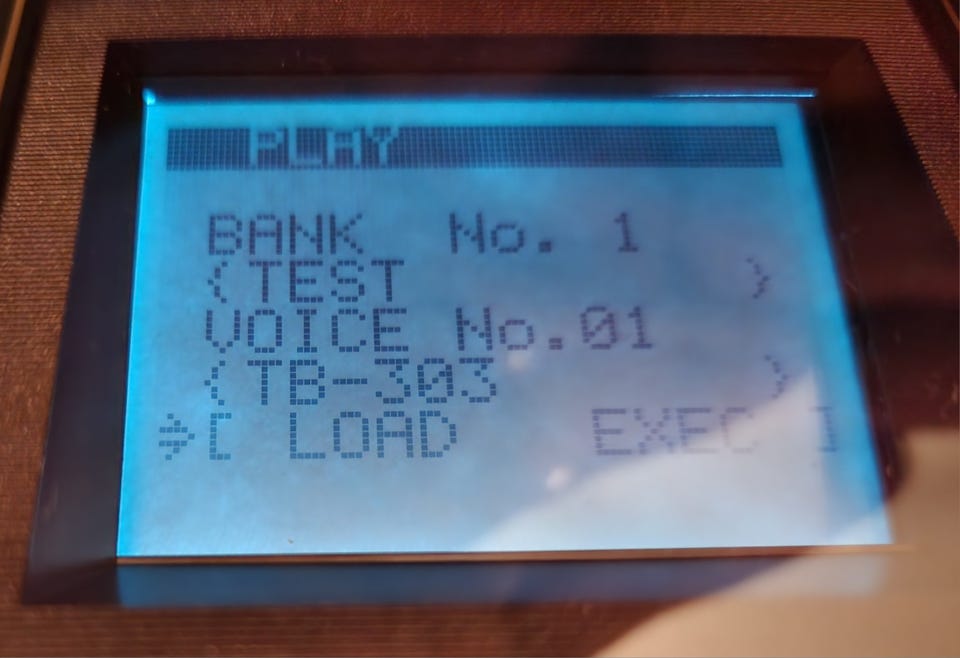 PLAY
BANK No. 1
(TEST )
VOICE No.01
(TB-303 )
→[ LOAD EXEC ]